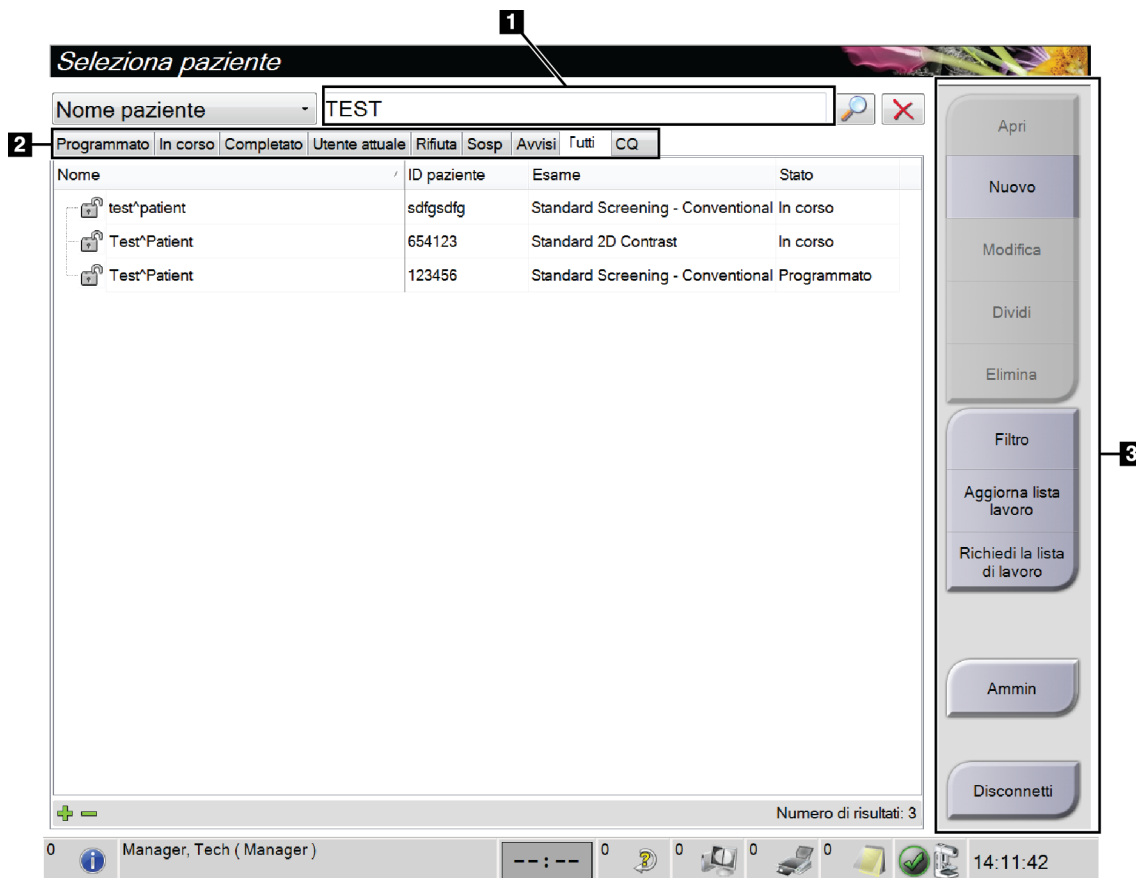 1
Seleziona paziente
Nome paziente TEST
Apri
2
Programmato In corso Completato Utente attuale Rifiuta Sosp Avvisi Tutti CQ
Nome ID paziente Esame Stato
Nuovo
test^patient sdfgsdfg Standard Screening - Conventional In corso
Test^Patient 654123 Standard 2D Contrast In corso
Modifica
Test^Patient 123456 Standard Screening - Conventional Programmato
Dividi
Elimina
Filtro
3
Aggiorna lista
lavoro
Richiedi la lista
di lavoro
Ammin
Disconnetti
Numero di risultati: 3
0 Manager, Tech ( Manager ) --:-- 0 0 0 0 14:11:42